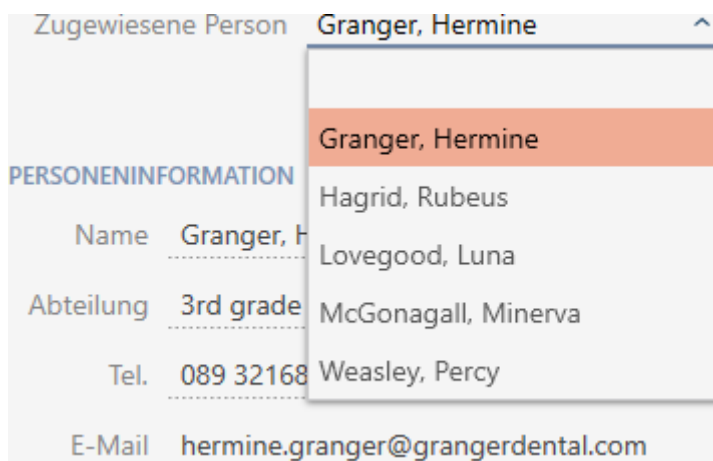 Zugewiesene Person Granger, Hermine
Granger, Hermine
PERSONENINFORMATION
Hagrid, Rubeus
Name Granger, H
Lovegood, Luna
Abteilung 3rd grade
McGonagall, Minerva
Tel. 089 32168
Weasley, Percy
E-Mail hermine.granger@grangerdental.com